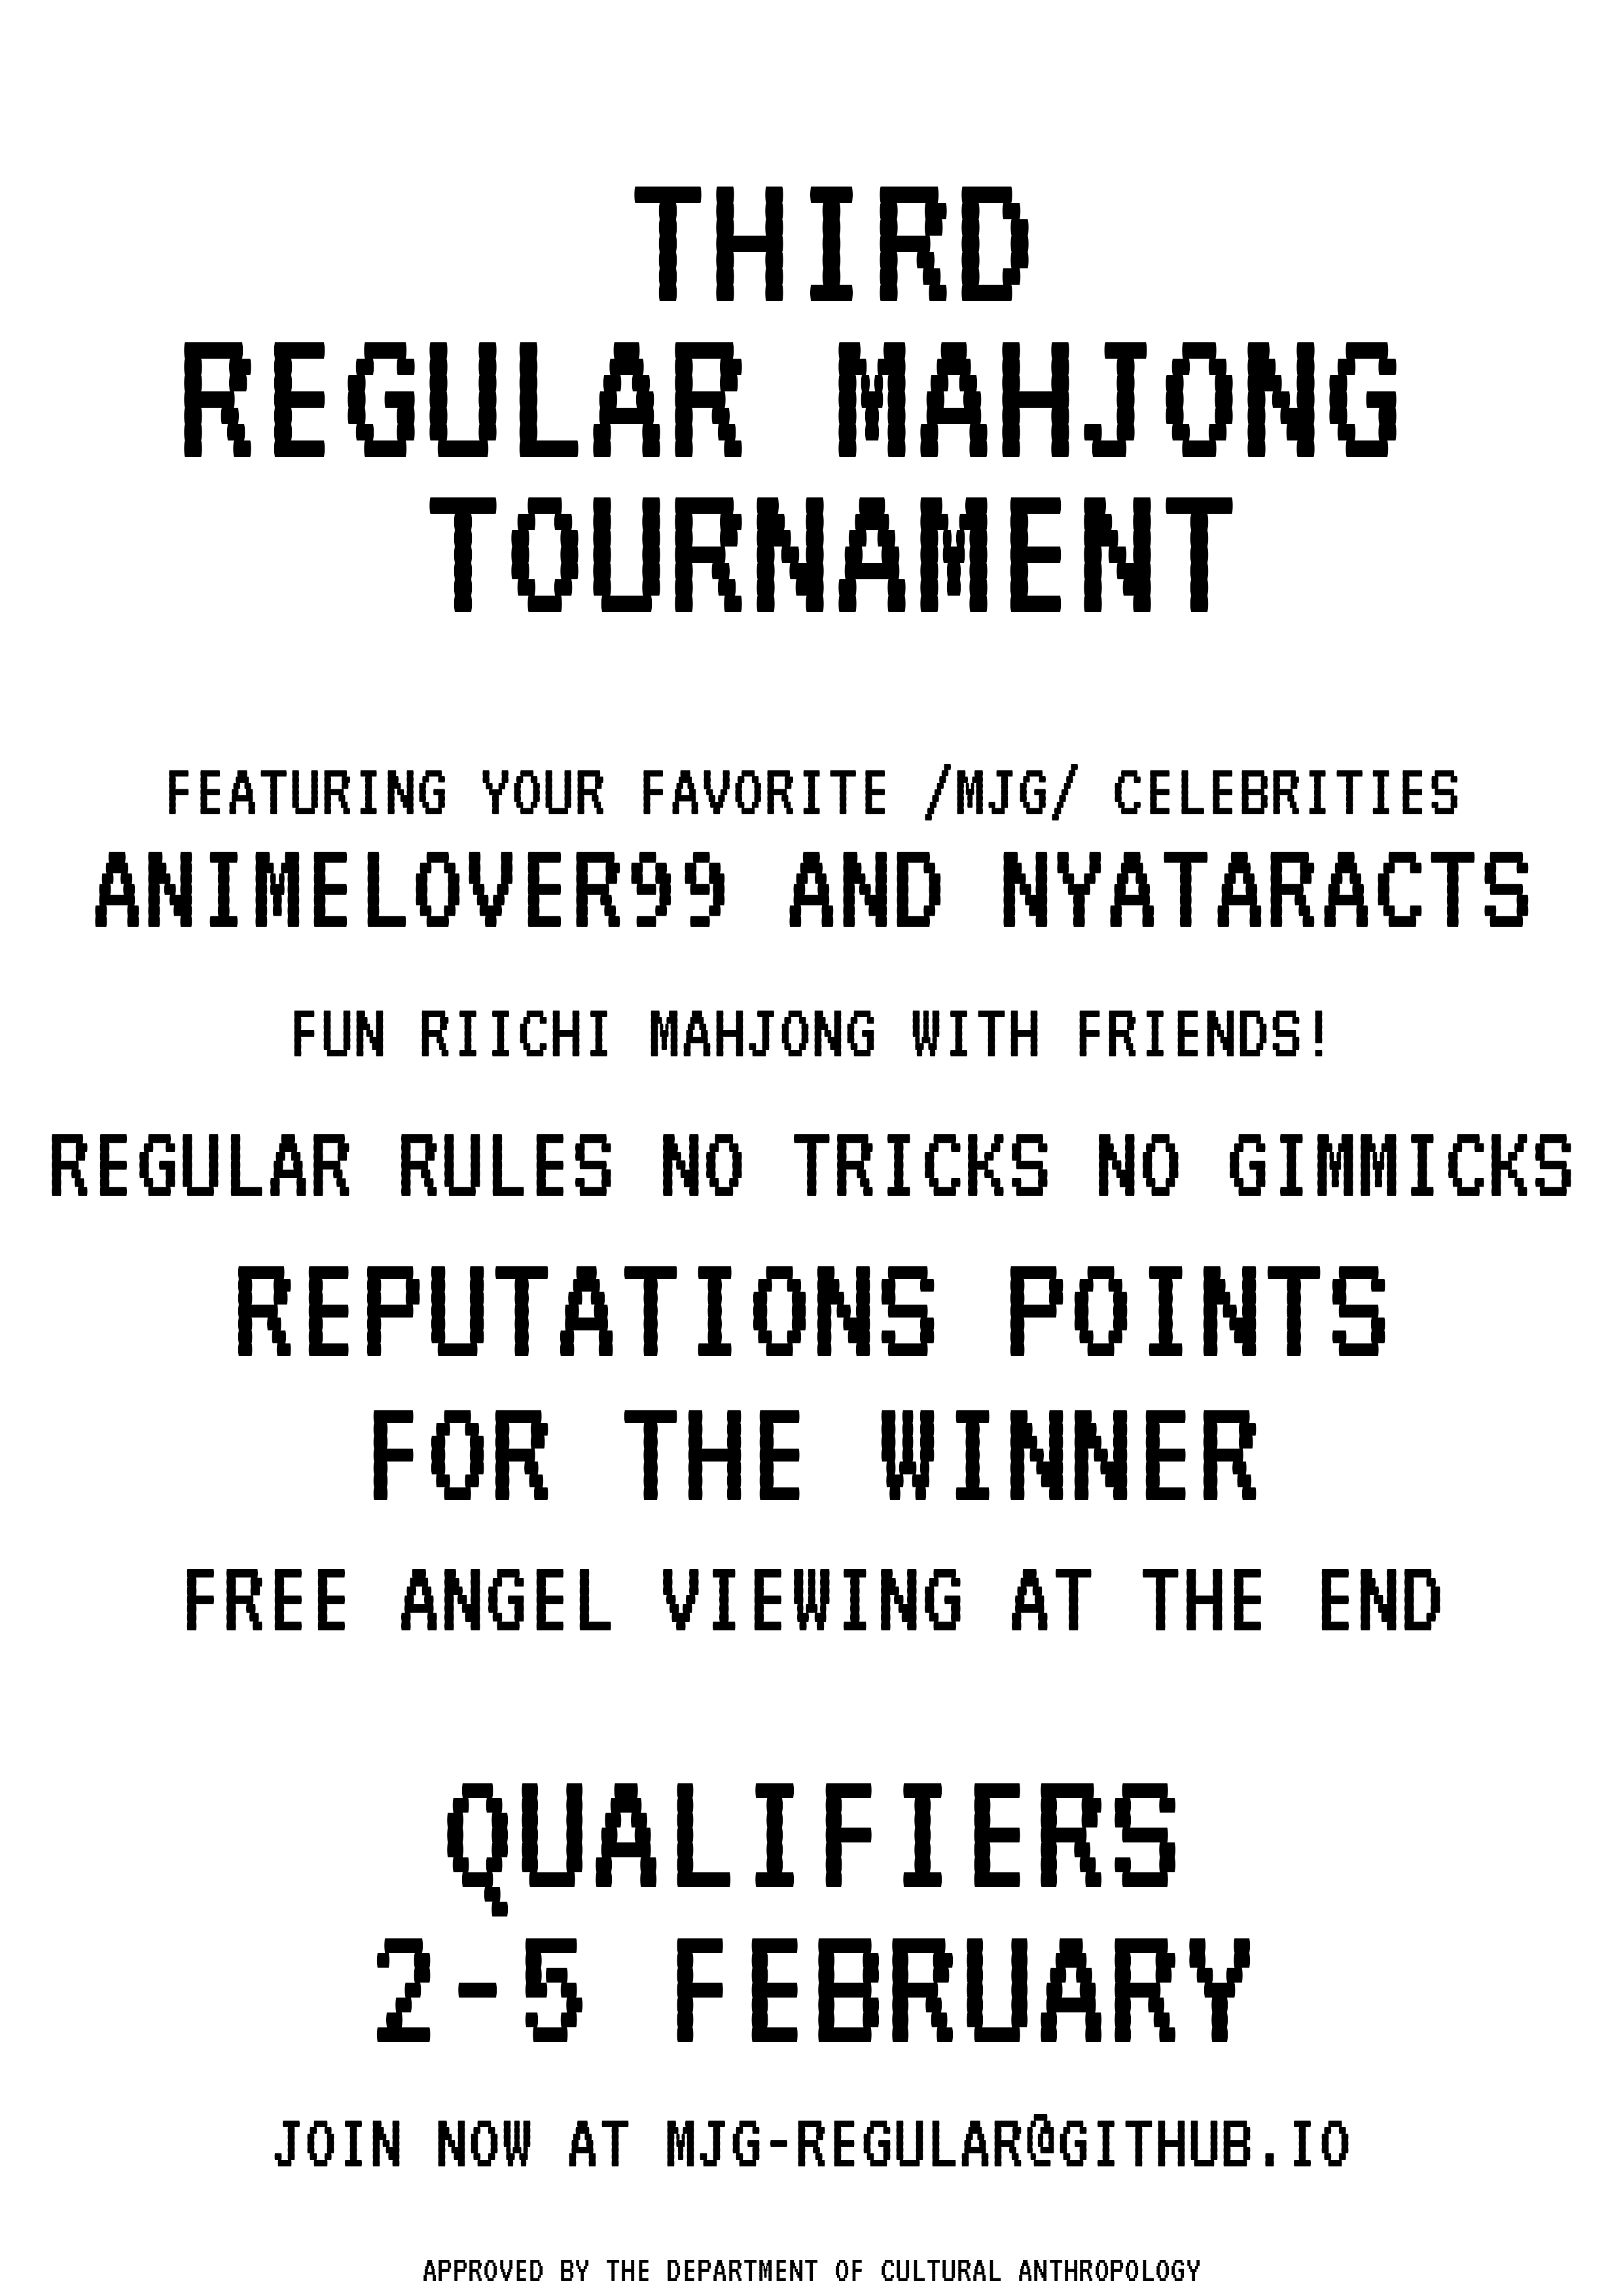 THIRD
REGULAR MAHJONG
TOURNAMENT
FEATURING YOUR FAVORITE /MJG/ CELEBRITIES
ANIMELOVER99 AND NYATARACTS
FUN RIICHI MAHJONG WITH FRIENDS!
REGULAR RULES NO TRICKS NO GIMMICKS
REPUTATIONS POINTS
FOR THE WINNER
FREE ANGEL VIEWING AT THE END
QUALIFIERS
2-5 FEBRUARY
JOIN NOW AT MJG-REGULAR@GITHUB.IO
APPROVED BY THE DEPARTMENT OF CULTURAL ANTHROPOLOGY